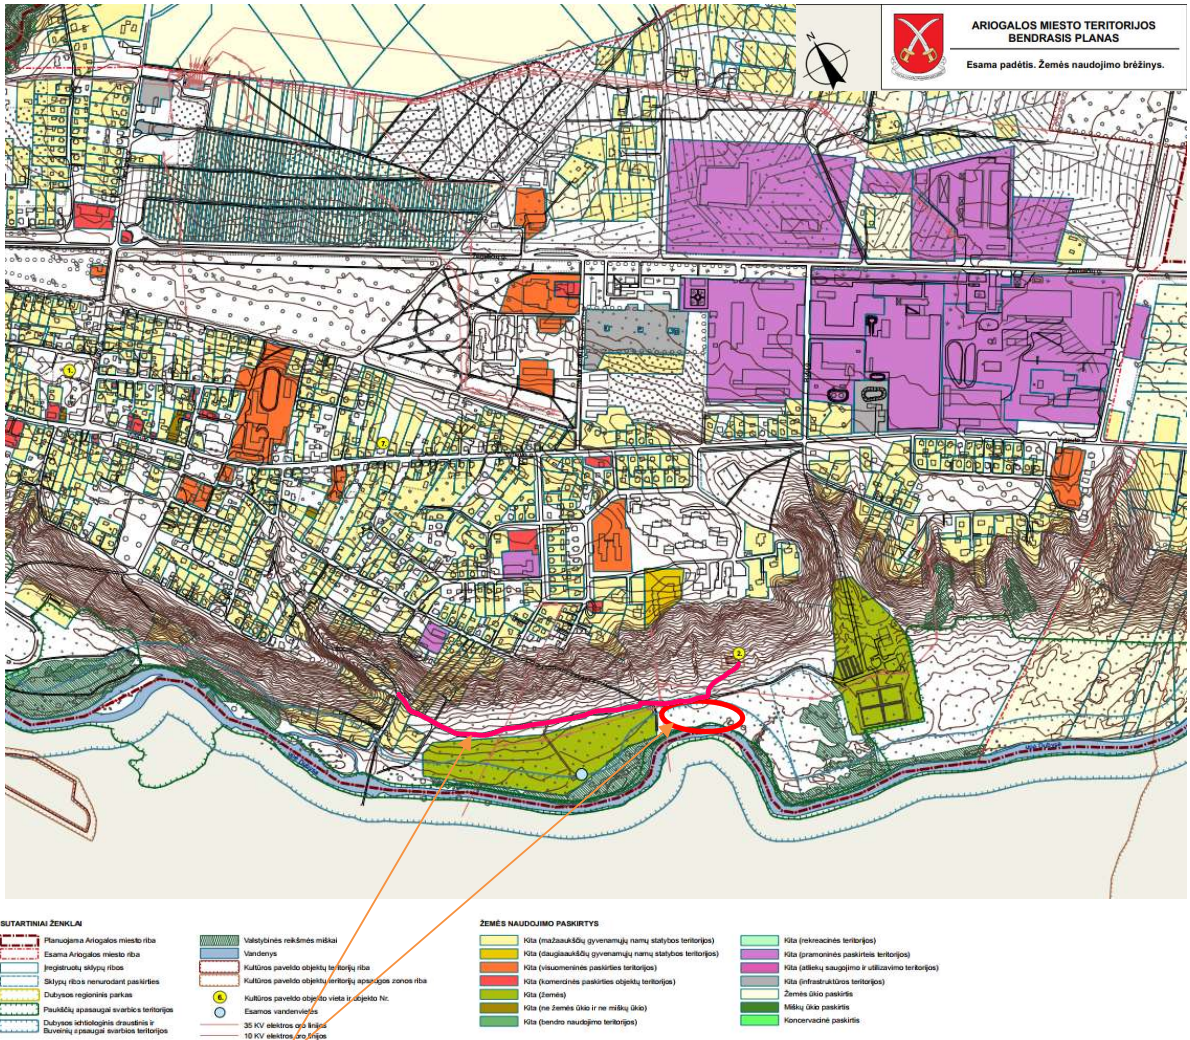 ARIOGALOS MIESTO TERITORIJOS
BENDRASIS PLANAS
Esama padėtis. Žemės naudojimo brėžinys.
N
1.
7.
2.
SUTARTINIAI ŽENKLAI
Planuojama Ariogalos miesto riba
Esama Ariogalos miesto riba
Įregistruotų sklypų ribos
Sklypų ribos nenurodant paskirties
Dubysos regioninis parkas
Paukščių apsaugai svarbios teritorijos
Dubysos ichtiologinis draustinis ir
Buveinių apsaugai svarbios teritorijos
Valstybinės reikšmės miškai
Vandenys
Kultūros paveldo objektų teritorijų riba
Kultūros paveldo objektų teritorijų apsaugos zonos riba
6.
Kultūros paveldo objekto vieta ir objekto Nr.
Esamos vandenvietės
35 KV elektros oro linijos
10 KV elektros oro linijos
ŽEMĖS NAUDOJIMO PASKIRTYS
Kita (mažaaukščių gyvenamųjų namų statybos teritorijos)
Kita (daugiaaukščių gyvenamųjų namų statybos teritorijos)
Kita (visuomeninės paskirties teritorijos)
Kita (komercinės paskirties objektų teritorijos)
Kita (žemės)
Kita (ne žemės ūkio ir ne miškų ūkio)
Kita (bendro naudojimo teritorijos)
Kita (rekreacinės teritorijos)
Kita (pramoninės paskirties teritorijos)
Kita (atliekų saugojimo ir utilizavimo teritorijos)
Kita (infrastruktūros teritorijos)
Žemės ūkio paskirtis
Miškų ūkio paskirtis
Koncervacinė paskirtis